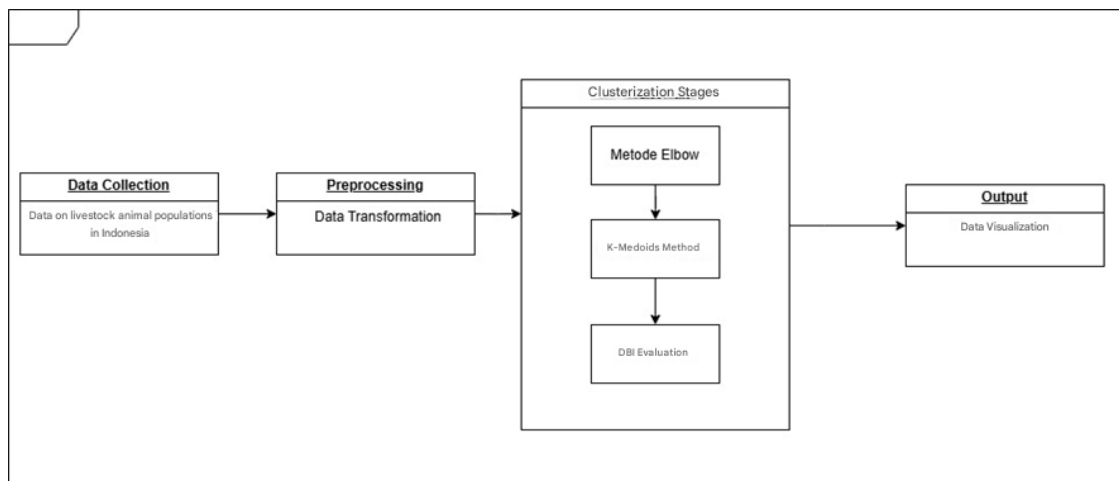 Data Collection
Data on livestock animal populations
in Indonesia
Preprocessing
Data Transformation
Clusterization Stages
Metode Elbow
K-Medoids Method
DBI Evaluation
Output
Data Visualization